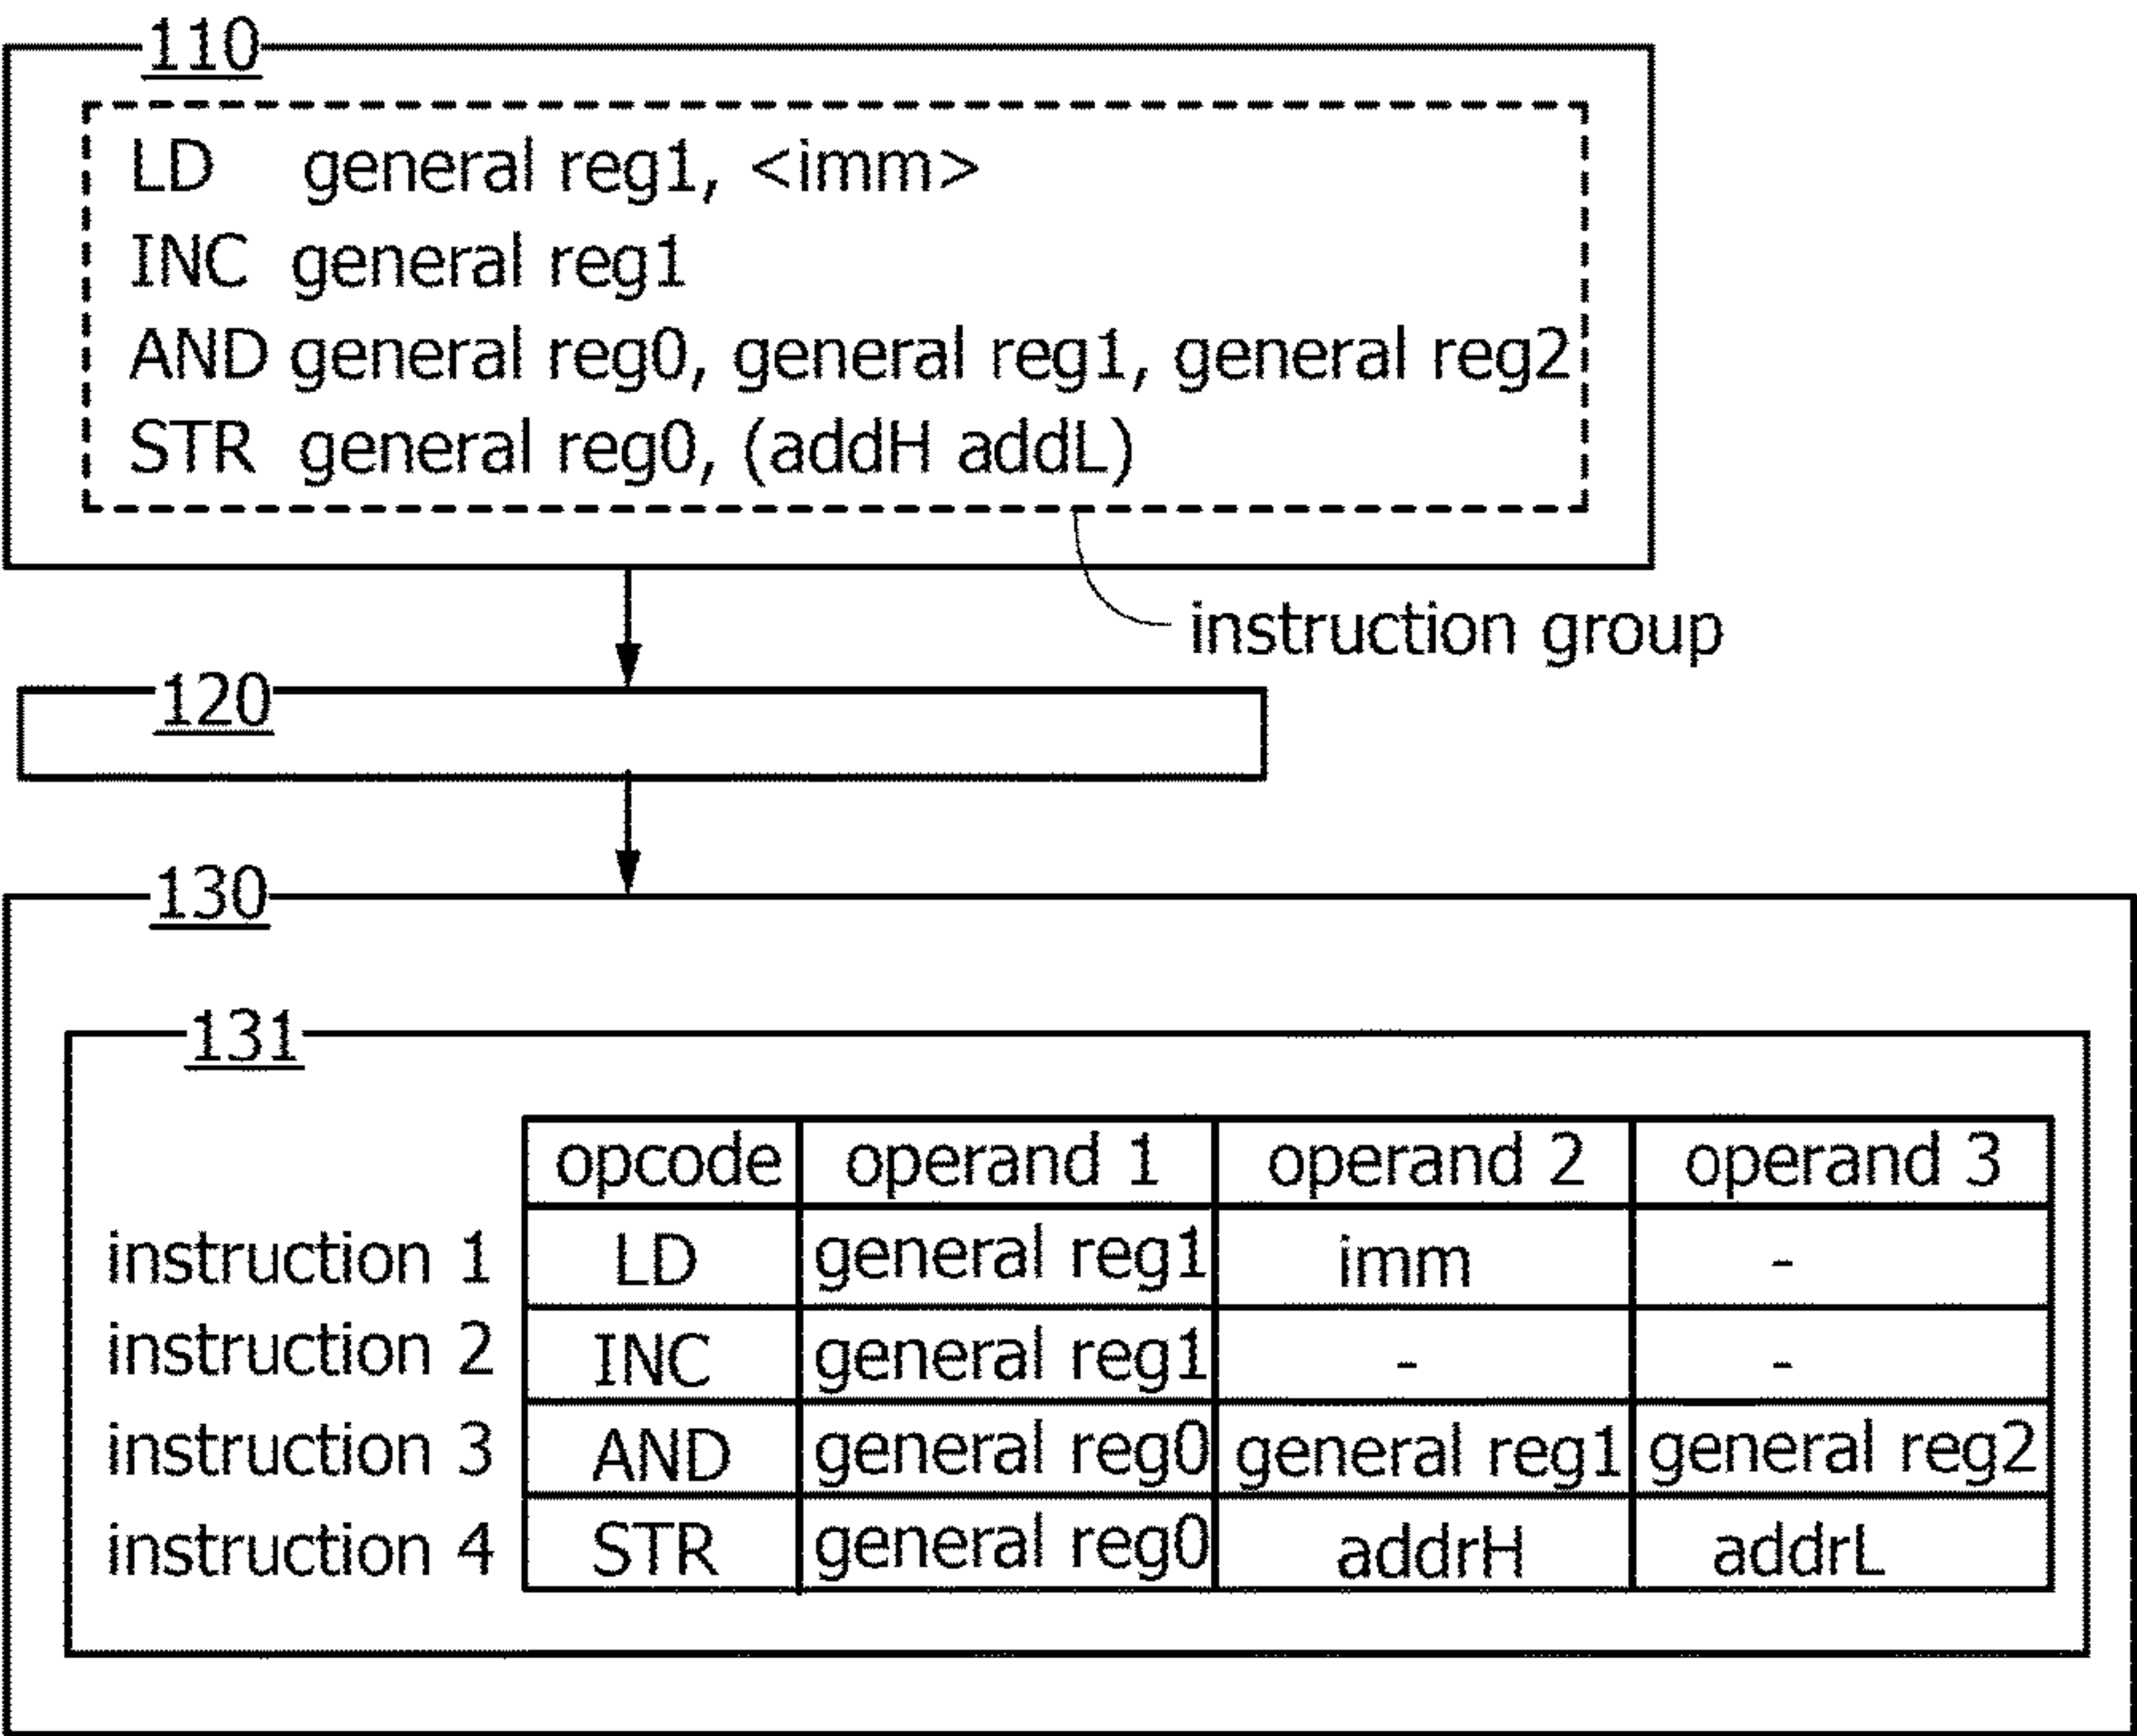 110
LD general reg1, <imm>
INC general reg1
AND general reg0, general reg1, general reg2
STR general reg0, (addH addL)
instruction group
120
130
131
opcode operand 1 operand 2 operand 3
instruction 1 LD general reg1 imm -
instruction 2 INC general reg1 - -
instruction 3 AND general reg0 general reg1 general reg2
instruction 4 STR general reg0 addrH addrL